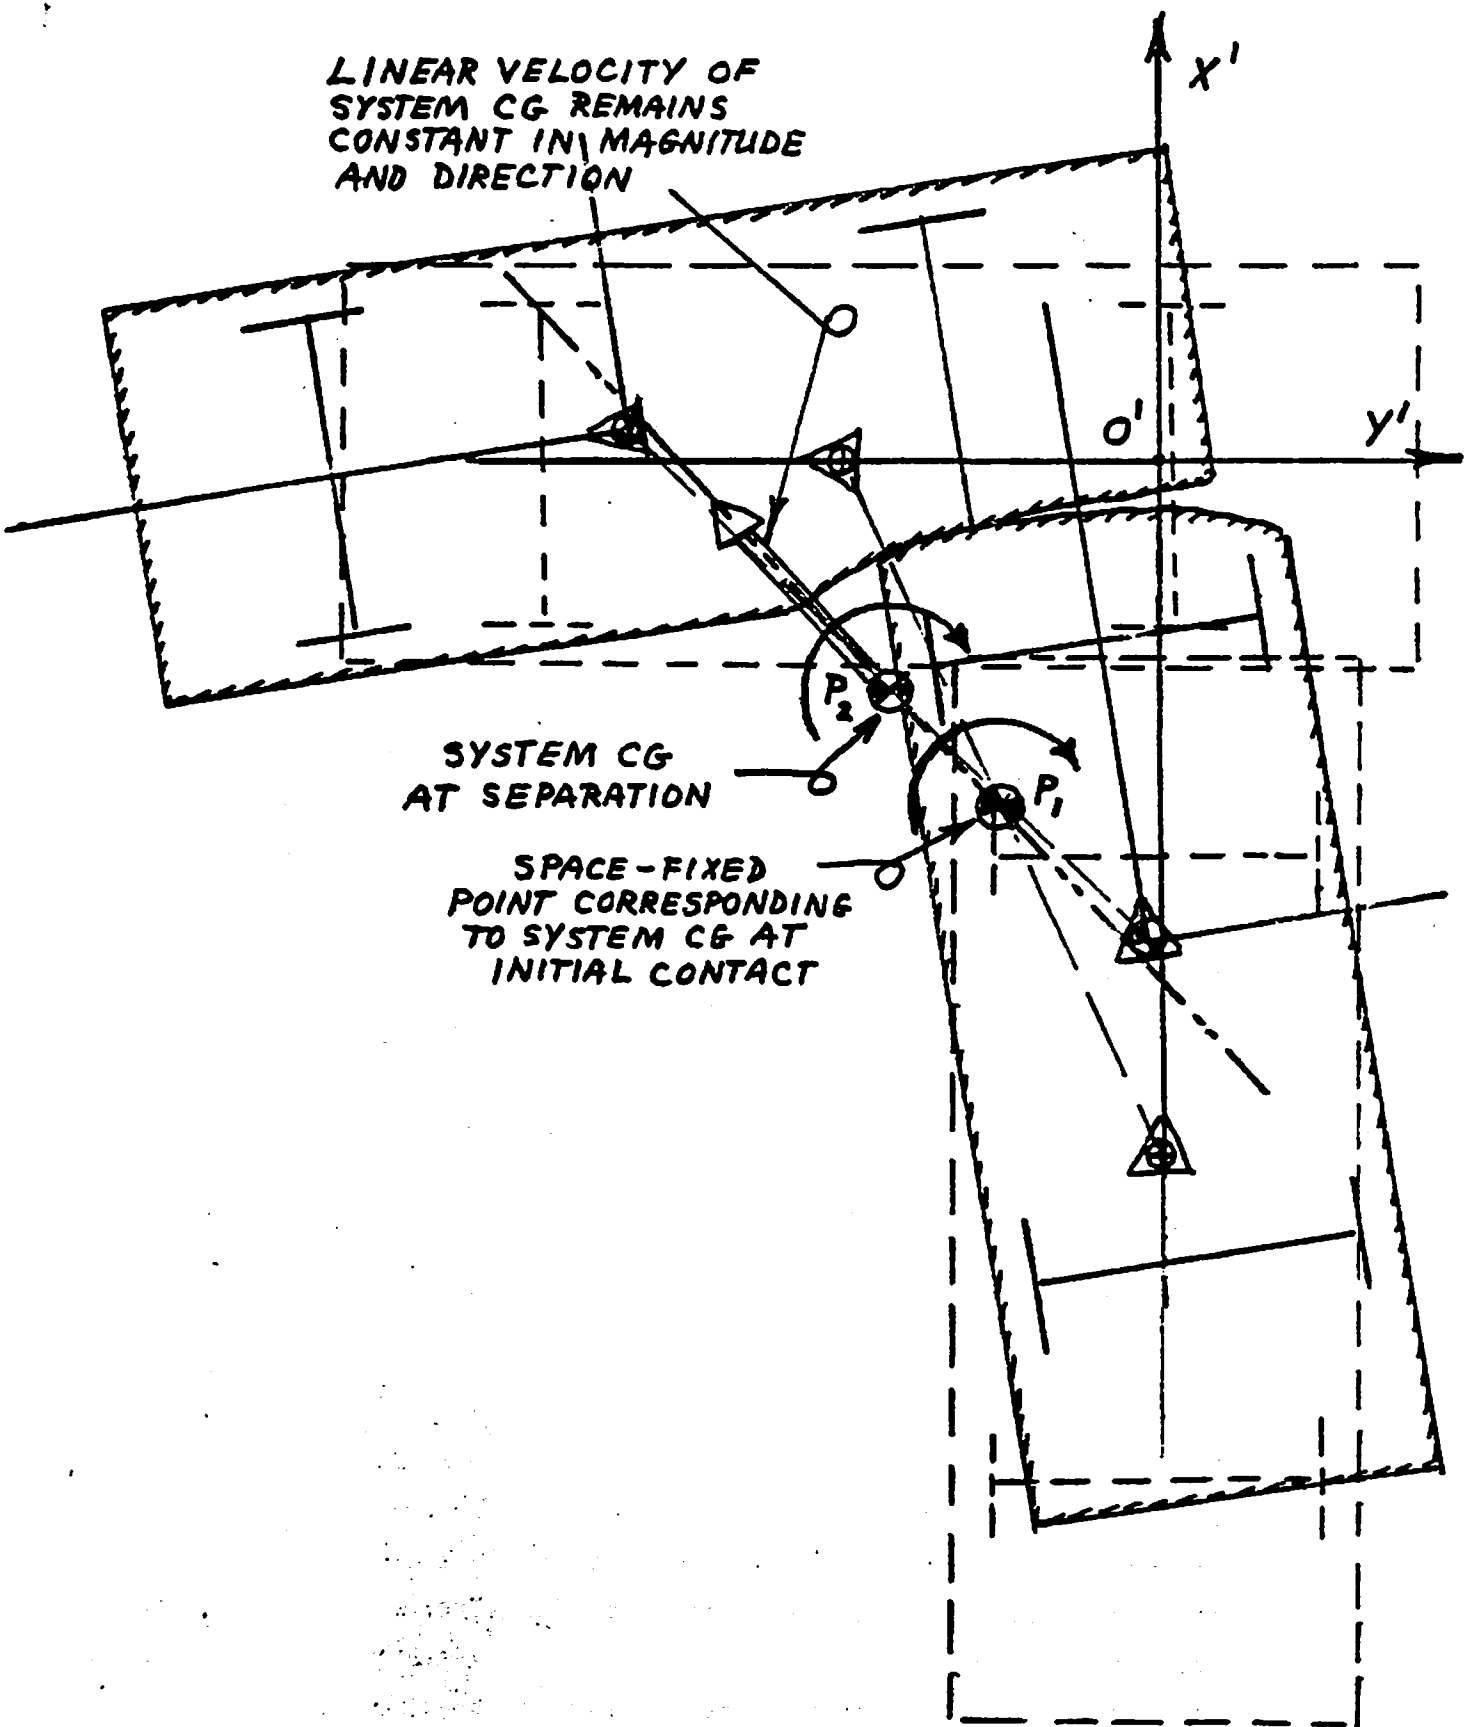 LINEAR VELOCITY OF
SYSTEM CG REMAINS
CONSTANT IN MAGNITUDE
AND DIRECTION
X'
O'
Y'
P2
SYSTEM CG
AT SEPARATION
P1
SPACE-FIXED
POINT CORRESPONDING
TO SYSTEM CG AT
INITIAL CONTACT